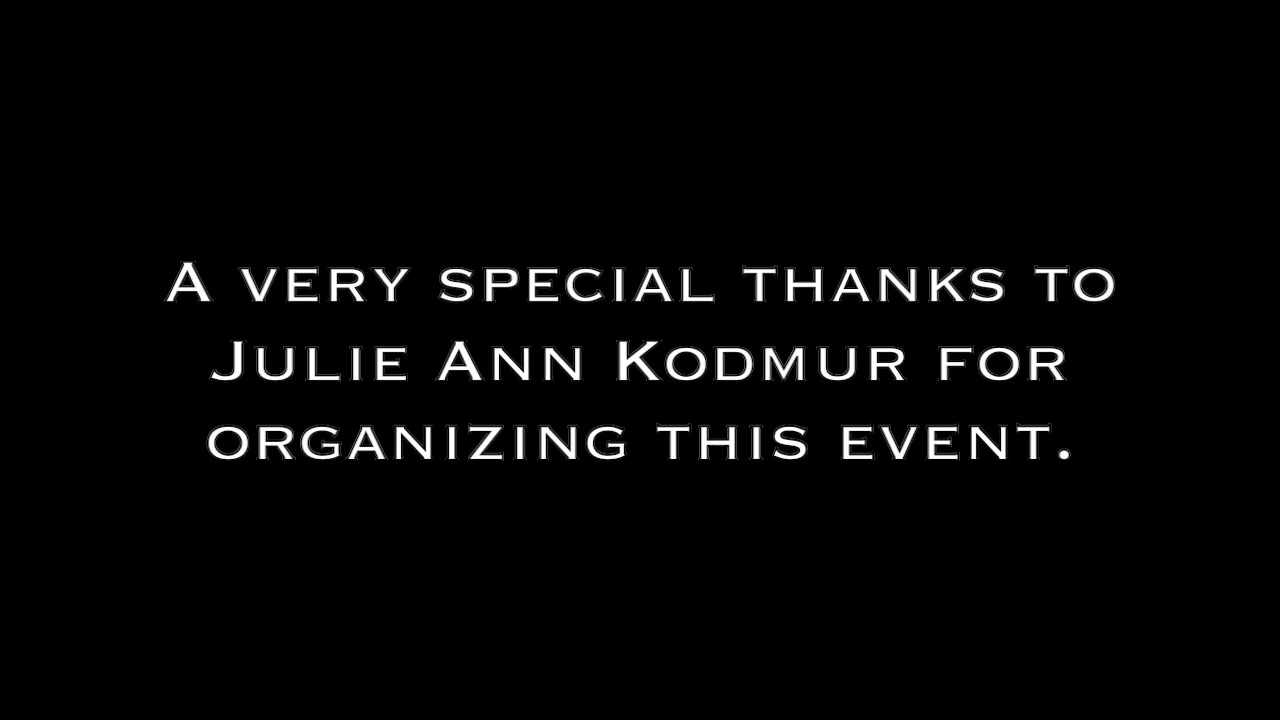 A very special thanks to
Julie Ann Kodmur for
organizing this event.